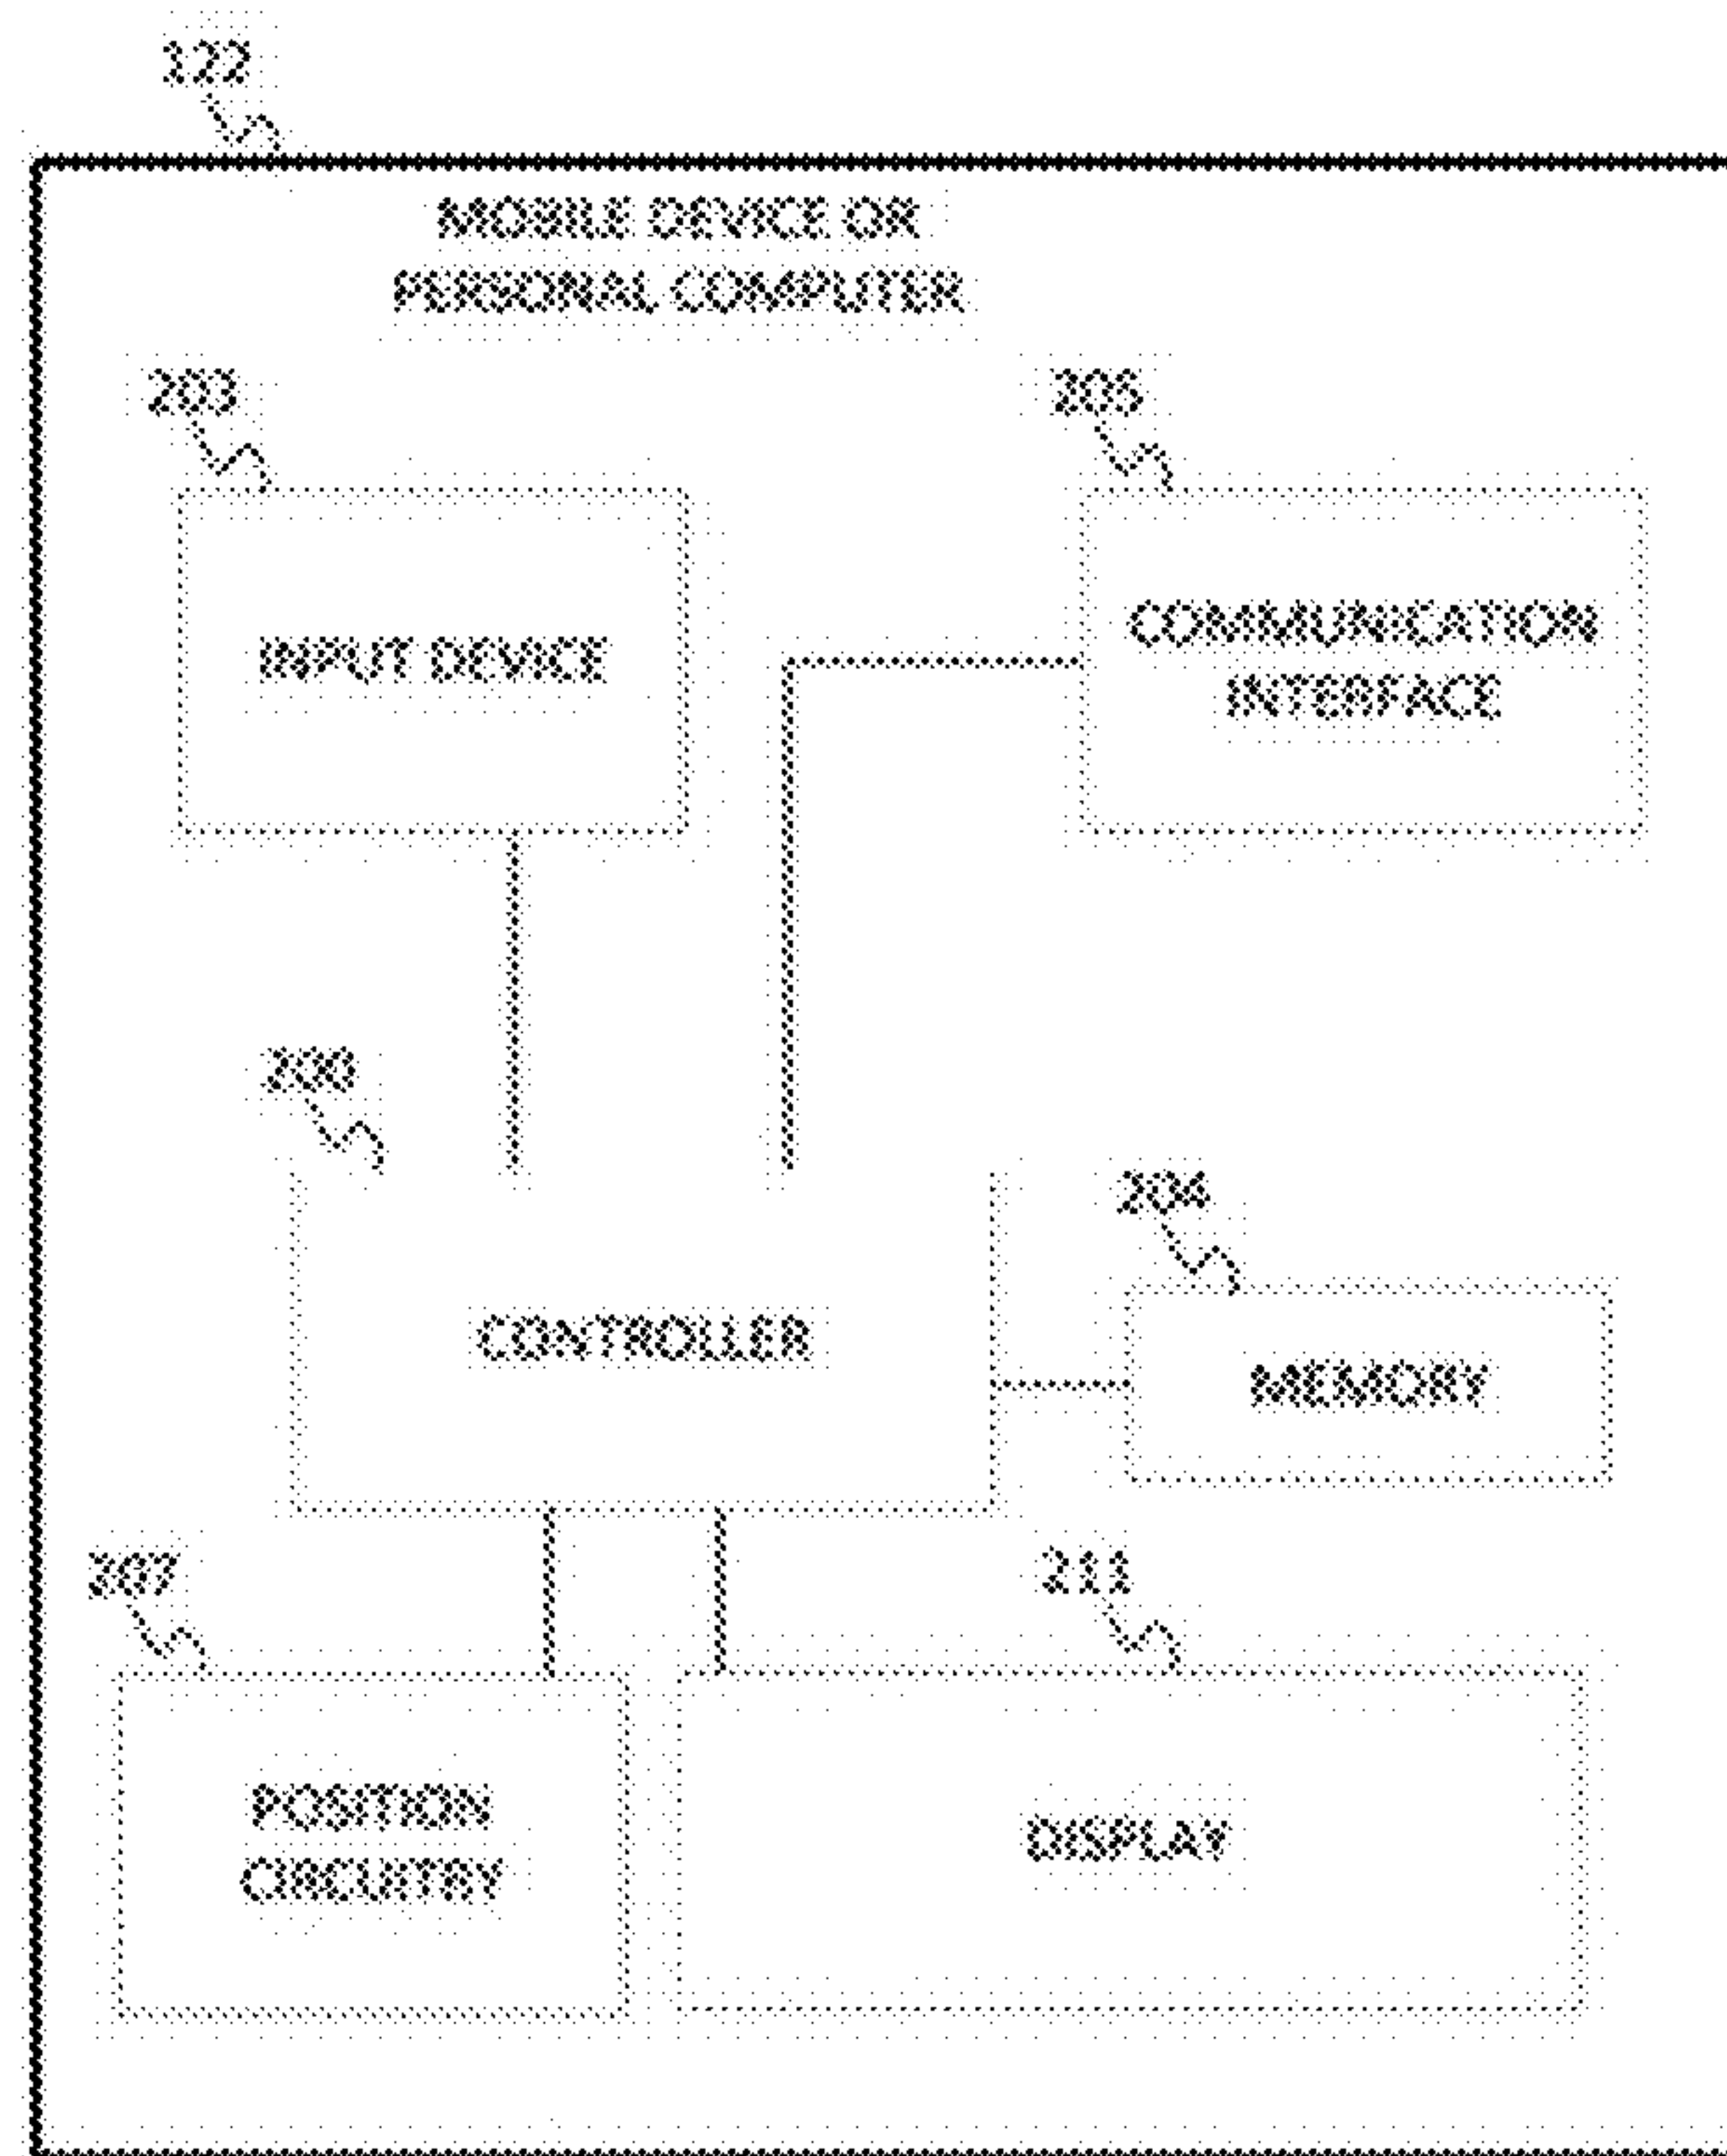 122
MOBILE DEVICE OR
PERSONAL COMPUTER
203
205
INPUT DEVICE
COMMUNICATION
INTERFACE
200
204
CONTROLLER
MEMORY
207
211
POSITION
CIRCUITRY
DISPLAY